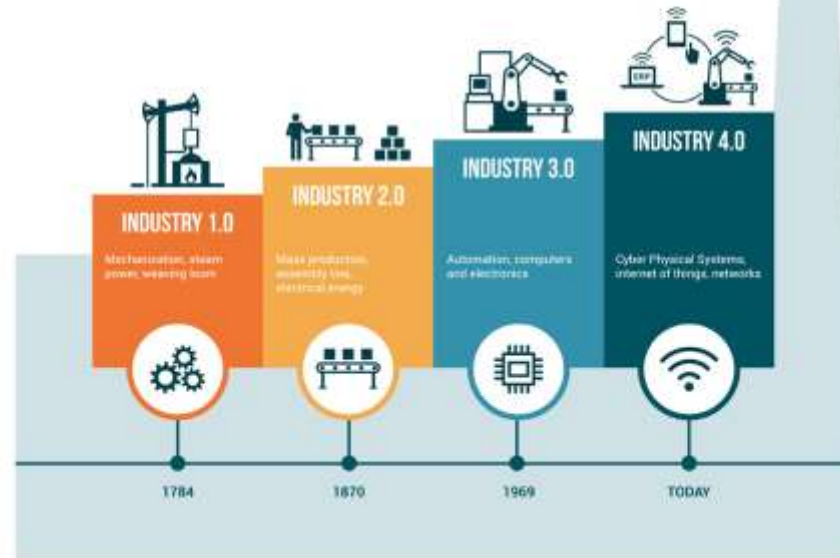 ERP
INDUSTRY 1.0
Mechanization, steam
power, weaving loom
INDUSTRY 2.0
Mass production,
assembly line,
electrical energy
INDUSTRY 3.0
Automation, computers
and electronics
INDUSTRY 4.0
Cyber Physical Systems,
internet of things, networks
1784
1870
1969
TODAY